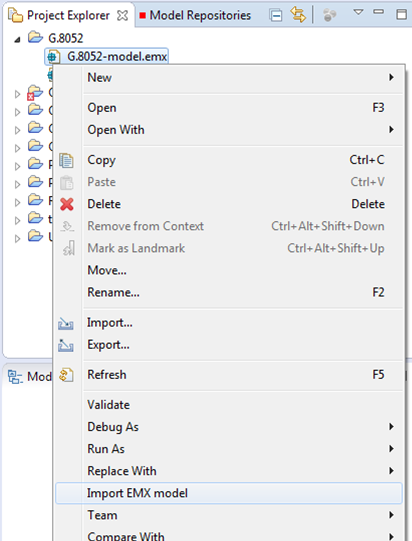 Project Explorer Model Repositories
G.8052
G.8052-model.emx
New
Open F3
Open With
Copy Ctrl+C
Paste Ctrl+V
Delete Delete
Remove from Context Ctrl+Alt+Shift+Down
Mark as Landmark Ctrl+Alt+Shift+Up
Move...
Rename... F2
Import...
Export...
Refresh F5
Mod
Validate
Debug As
Run As
Replace With
Import EMX model
Team
Compare With